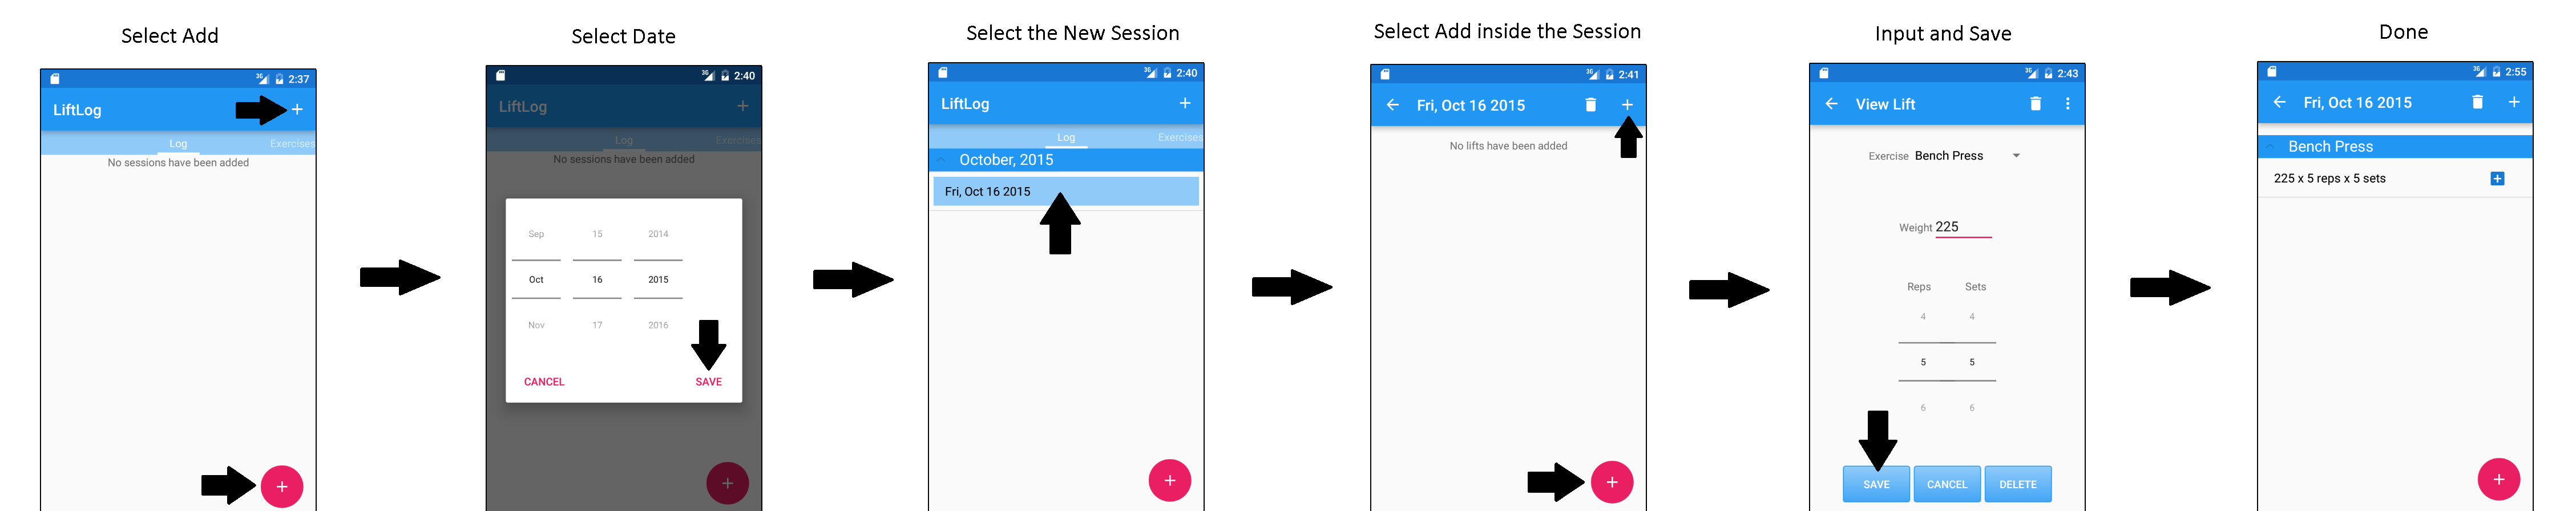 Select Add
3G 2:37
LiftLog +
Log Exercises
No sessions have been added
+
Select Date
3G 2:40
LiftLog +
Log Exercises
No sessions have been added
Sep 15 2014
Oct 16 2015
Nov 17 2016
CANCEL SAVE
+
Select the New Session
3G 2:40
LiftLog +
Log Exercises
October, 2015
Fri, Oct 16 2015
+
Select Add inside the Session
3G 2:41
Fri, Oct 16 2015 +
No lifts have been added
+
Input and Save
3G 2:43
View Lift
Exercise Bench Press
Weight 225
Reps Sets
4 4
5 5
6 6
SAVE CANCEL DELETE
Done
3G 2:55
Fri, Oct 16 2015 +
Bench Press
225 x 5 reps x 5 sets +
+